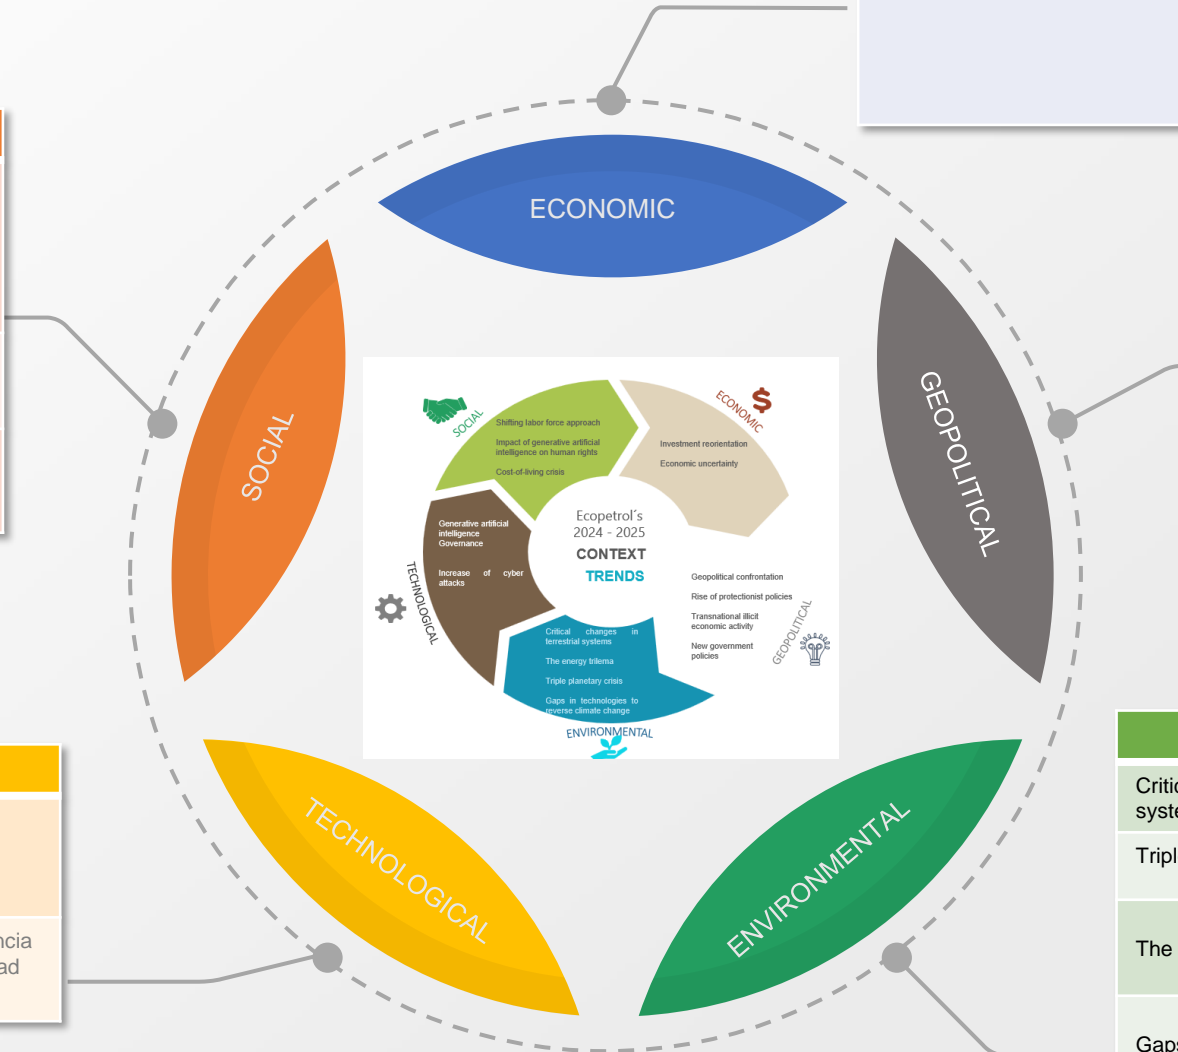 ECONOMIC
SOCIAL
GEOPOLITICAL
TECHNOLOGICAL
ENVIRONMENTAL
SOCIAL
Shifting labor force approach
Impact of generative artificial
intelligence on human rights
Cost-of-living crisis
ECONOMIC
$
Investment reorientation
Economic uncertainty
Ecopetrol´s
2024 - 2025
CONTEXT
TRENDS
TECHNOLOGICAL
Generative artificial
intelligence
Governance
Increase of cyber
attacks
GEOPOLITICAL
Geopolitical confrontation
Rise of protectionist policies
Transnational illicit
economic activity
New government
policies
Critical changes in
terrestrial systems
The energy trilema
Triple planetary crisis
Gaps in technologies to
reverse climate change
ENVIRONMENTAL
ncia
ad
Critic
syste
Tripl
The
Gaps